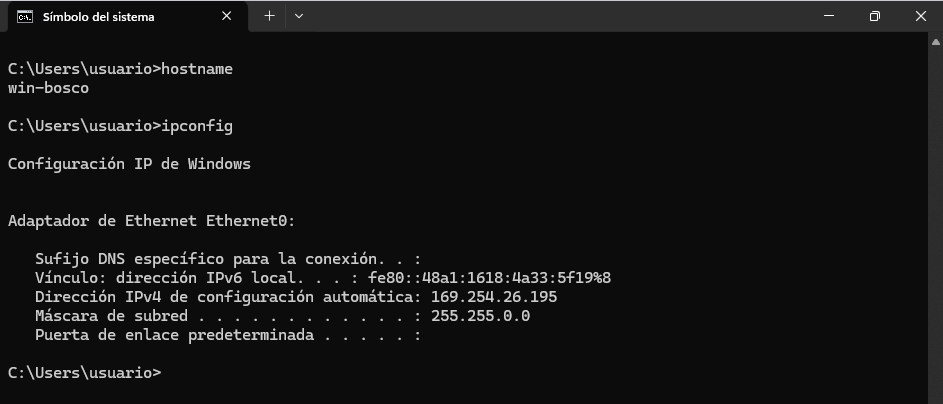 Símbolo del sistema
C:\Users\usuario>hostname
win-bosco
C:\Users\usuario>ipconfig
Configuración IP de Windows
Adaptador de Ethernet Ethernet0:
Sufijo DNS específico para la conexión. . :
Vínculo: dirección IPv6 local. . . : fe80::48a1:1618:4a33:5f19%8
Dirección IPv4 de configuración automática: 169.254.26.195
Máscara de subred . . . . . . . . . . . . : 255.255.0.0
Puerta de enlace predeterminada . . . . . :
C:\Users\usuario>